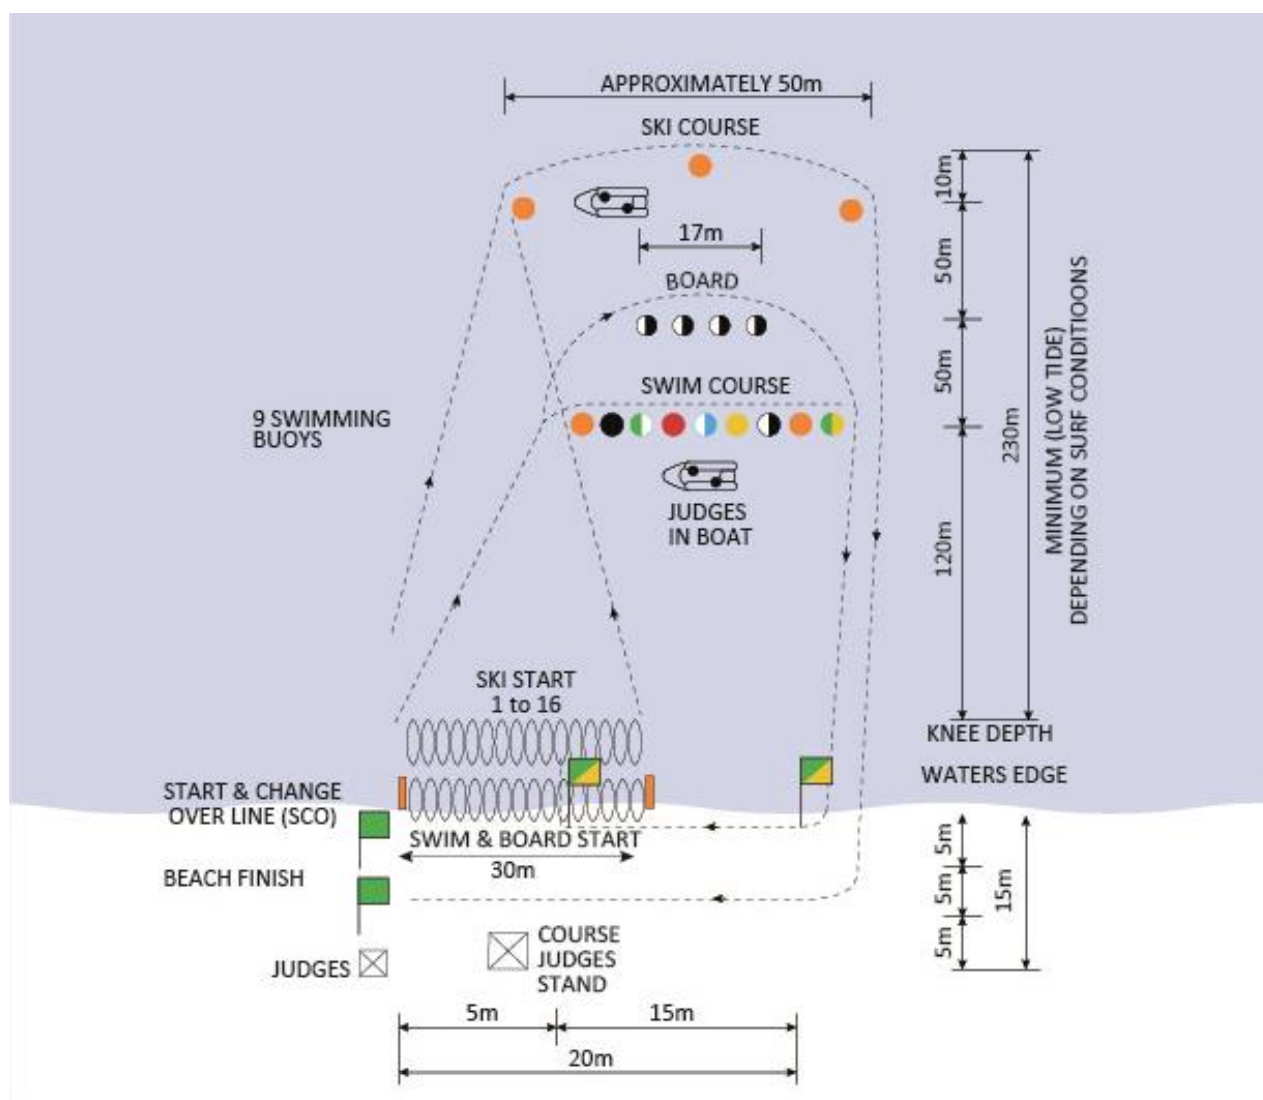 APPROXIMATELY 50m
SKI COURSE
10m
17m
50m
BOARD
50m
SWIM COURSE
9 SWIMMING
BUOYS
230m
MINIMUM (LOW TIDE)
DEPENDING ON SURF CONDITIOONS
JUDGES
IN BOAT
120m
SKI START
1 to 16
KNEE DEPTH
WATERS EDGE
START & CHANGE
OVER LINE (SCO)
SWIM & BOARD START
30m
5m
BEACH FINISH
5m
15m
5m
JUDGES
COURSE
JUDGES
STAND
5m
15m
20m